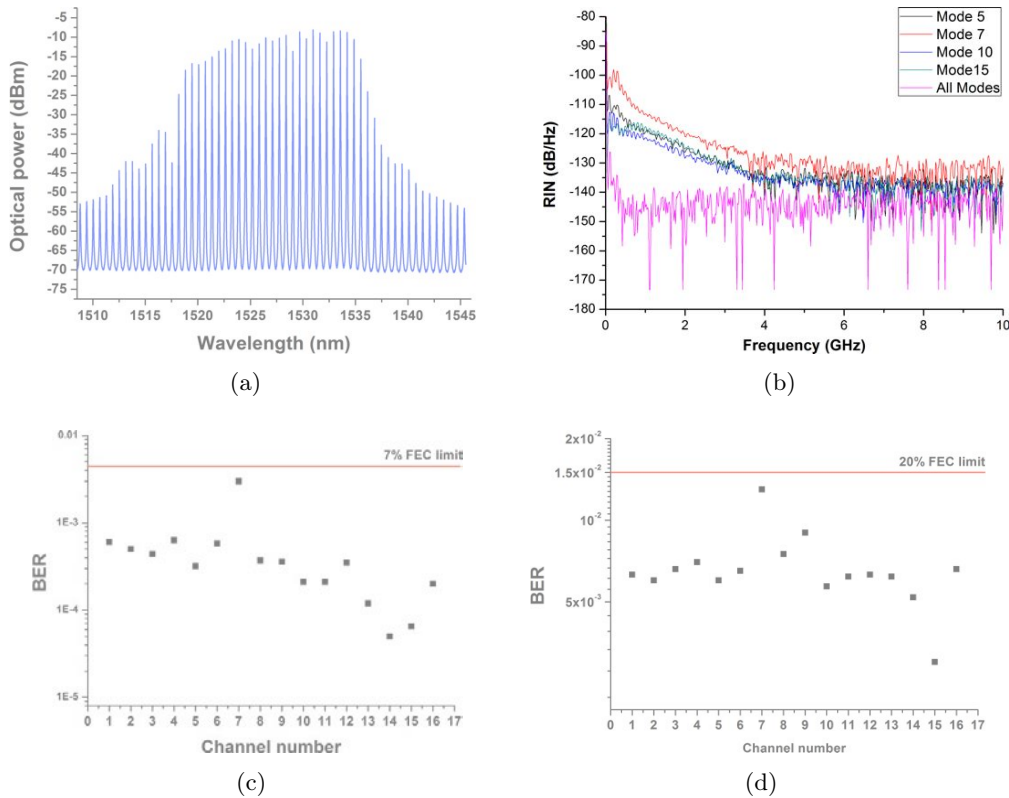 -5
-10
-15
-20
-25
-30
-35
-40
-45
-50
-55
-60
-65
-70
-75
Optical power (dBm)
1510 1515 1520 1525 1530 1535 1540 1545
Wavelength (nm)
(a)
-80
-90
-100
-110
-120
-130
-140
-150
-160
-170
-180
RIN (dB/Hz)
Mode 5
Mode 7
Mode 10
Mode15
All Modes
0 2 4 6 8 10
Frequency (GHz)
(b)
0.01
1E-3
1E-4
1E-5
BER
7% FEC limit
0 1 2 3 4 5 6 7 8 9 10 11 12 13 14 15 16 17
Channel number
(c)
2x10⁻²
1.5x10⁻²
10⁻²
5x10⁻³
BER
20% FEC limit
0 1 2 3 4 5 6 7 8 9 10 11 12 13 14 15 16 17
Channel number
(d)